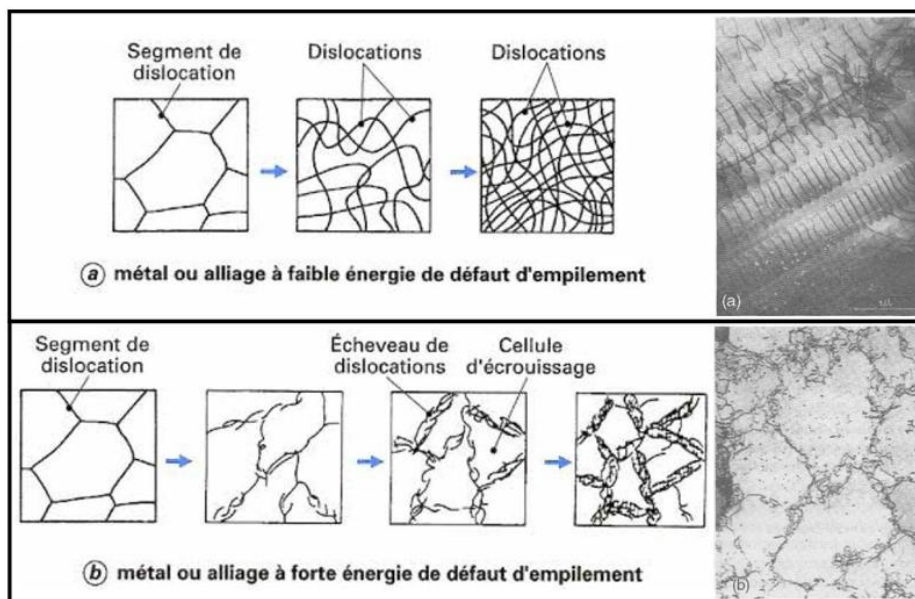 Segment de
dislocation
Dislocations
Dislocations
ⓐ métal ou alliage à faible énergie de défaut d'empilement
(a)
Segment de
dislocation
Écheveau de
dislocations
Cellule
d'écrouissage
ⓑ métal ou alliage à forte énergie de défaut d'empilement
(b)